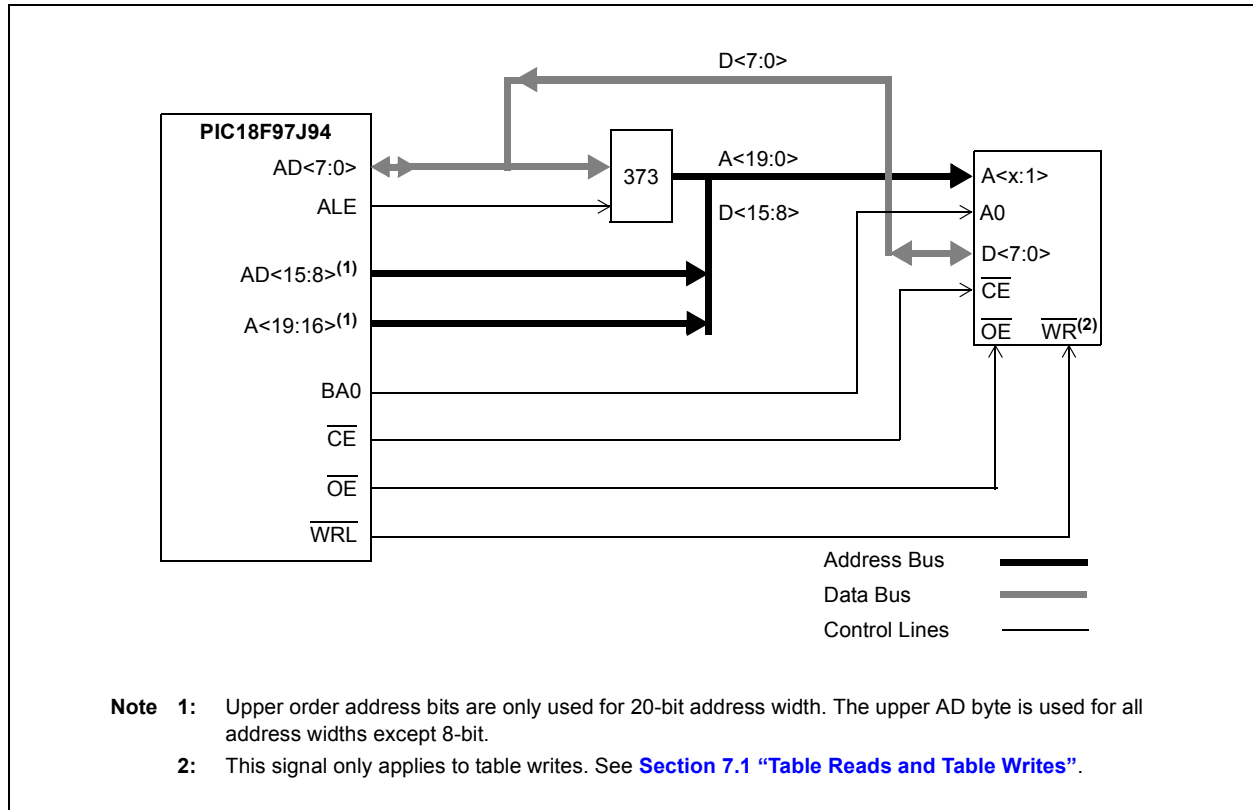 D<7:0>
PIC18F97J94
AD<7:0>
373
A<19:0>
A<x:1>
ALE
D<15:8>
A0
AD<15:8>(1)
D<7:0>
CE
A<19:16>(1)
OE WR(2)
BA0
CE
OE
WRL
Address Bus
Data Bus
Control Lines
Note 1: Upper order address bits are only used for 20-bit address width. The upper AD byte is used for all
address widths except 8-bit.
2: This signal only applies to table writes. See Section 7.1 “Table Reads and Table Writes”.